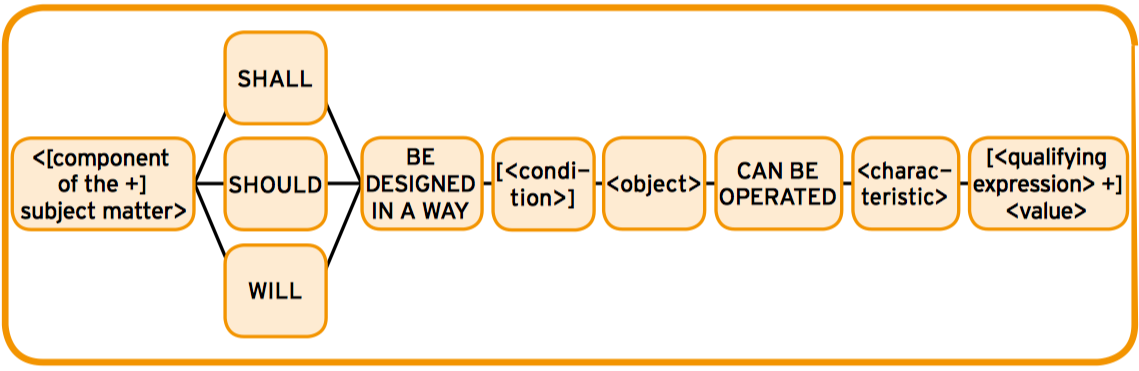 <[component
of the +]
subject matter>
SHALL
SHOULD
WILL
BE
DESIGNED
IN A WAY
[<condi-
tion>]
<object>
CAN BE
OPERATED
<charac-
teristic>
[<qualifying
expression> +]
<value>